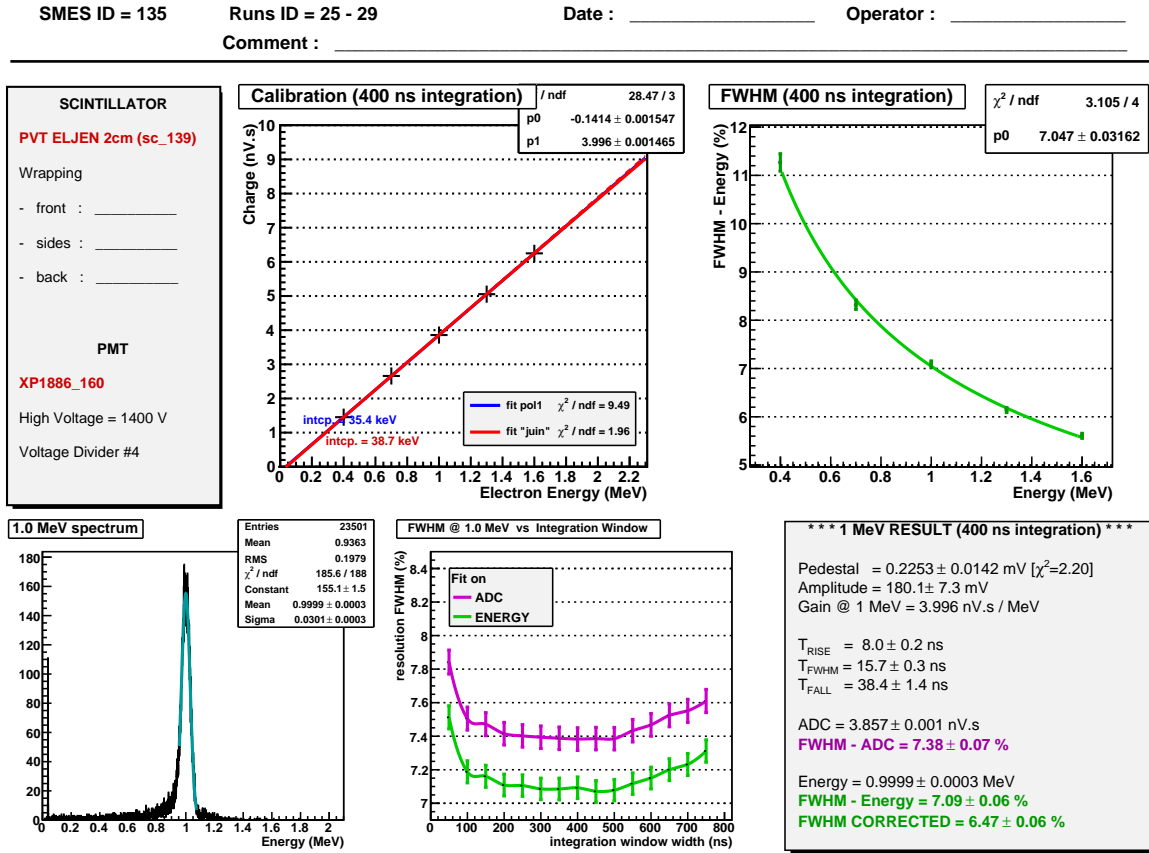 SMES ID = 135 Runs ID = 25 - 29 Date : ________________ Operator : ________________
Comment : ________________
SCINTILLATOR
PVT ELJEN 2cm (sc_139)
Wrapping
- front : __________
- sides : __________
- back : __________
PMT
XP1886_160
High Voltage = 1400 V
Voltage Divider #4
Calibration (400 ns integration)
/ ndf 28.47 / 3
p0 -0.1414 ± 0.001547
p1 3.996 ± 0.001465
Charge (nV.s)
10
9
8
7
6
5
4
3
2
1
0
intcp. = 35.4 keV
intcp. = 38.7 keV
fit pol1 χ² / ndf = 9.49
fit "juin" χ² / ndf = 1.96
0 0.2 0.4 0.6 0.8 1 1.2 1.4 1.6 1.8 2 2.2
Electron Energy (MeV)
FWHM (400 ns integration)
χ² / ndf 3.105 / 4
p0 7.047 ± 0.03162
FWHM - Energy (%)
12
11
10
9
8
7
6
5
0.4 0.6 0.8 1 1.2 1.4 1.6
Energy (MeV)
1.0 MeV spectrum
Entries 23501
Mean 0.9363
RMS 0.1979
χ² / ndf 185.6 / 188
Constant 155.1 ± 1.5
Mean 0.9999 ± 0.0003
Sigma 0.0301 ± 0.0003
180
160
140
120
100
80
60
40
20
0
0 0.2 0.4 0.6 0.8 1 1.2 1.4 1.6 1.8 2
Energy (MeV)
FWHM @ 1.0 MeV vs Integration Window
resolution FWHM (%)
8.4
8.2
8
7.8
7.6
7.4
7.2
7
Fit on
ADC
ENERGY
0 100 200 300 400 500 600 700 800
integration window width (ns)
* * * 1 MeV RESULT (400 ns integration) * * *
Pedestal = 0.2253 ± 0.0142 mV [χ²=2.20]
Amplitude = 180.1± 7.3 mV
Gain @ 1 MeV = 3.996 nV.s / MeV
T_RISE = 8.0 ± 0.2 ns
T_FWHM = 15.7 ± 0.3 ns
T_FALL = 38.4 ± 1.4 ns
ADC = 3.857 ± 0.001 nV.s
FWHM - ADC = 7.38 ± 0.07 %
Energy = 0.9999 ± 0.0003 MeV
FWHM - Energy = 7.09 ± 0.06 %
FWHM CORRECTED = 6.47 ± 0.06 %